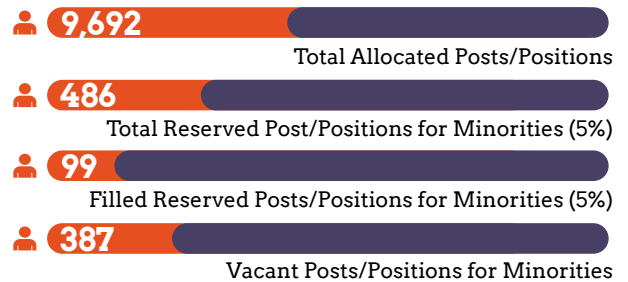 9,692
Total Allocated Posts/Positions
486
Total Reserved Post/Positions for Minorities (5%)
99
Filled Reserved Posts/Positions for Minorities (5%)
387
Vacant Posts/Positions for Minorities